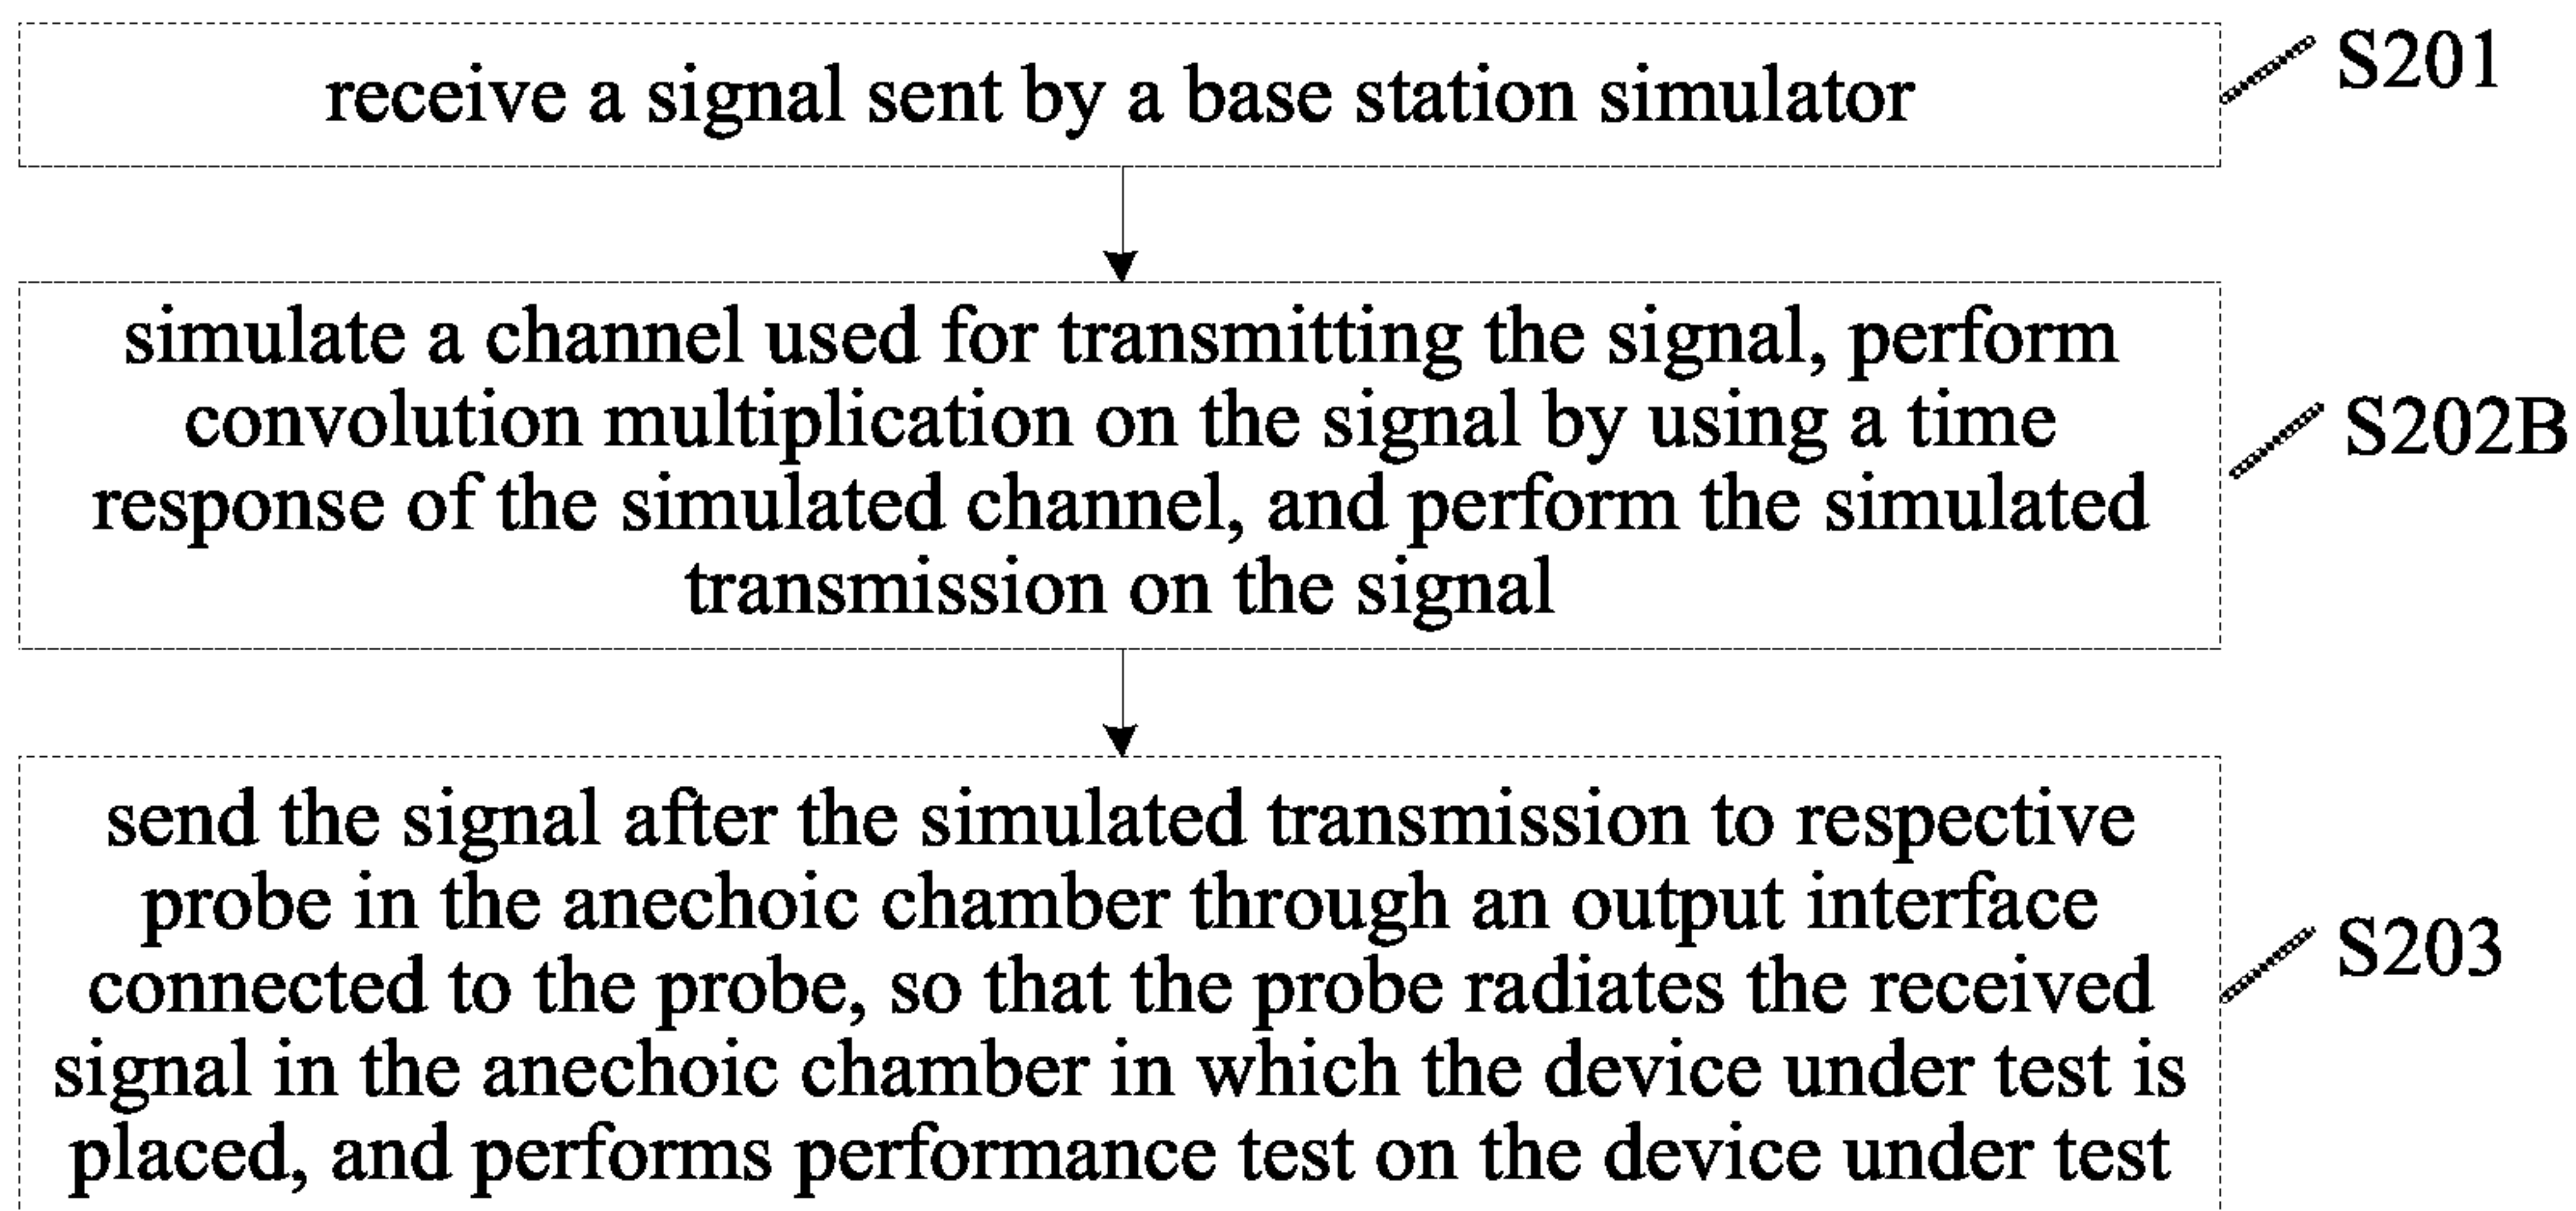 receive a signal sent by a base station simulator
S201
simulate a channel used for transmitting the signal, perform
convolution multiplication on the signal by using a time
response of the simulated channel, and perform the simulated
transmission on the signal
S202B
send the signal after the simulated transmission to respective
probe in the anechoic chamber through an output interface
connected to the probe, so that the probe radiates the received
signal in the anechoic chamber in which the device under test is
placed, and performs performance test on the device under test
S203